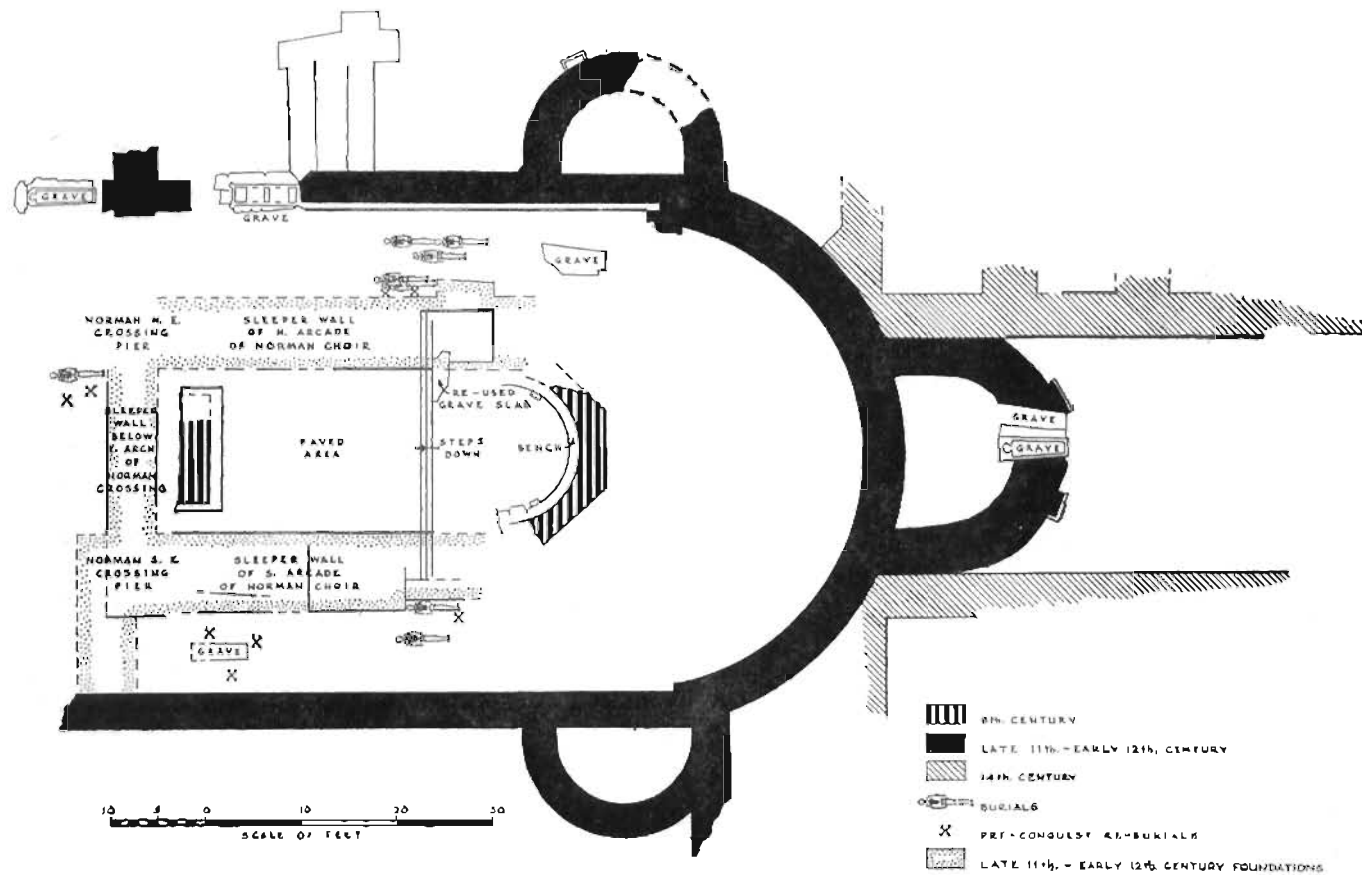 GRAVE
GRAVE
GRAVE
NORMAN N. E.
CROSSING
PIER
SLEEPER WALL
OF N. ARCADE
OF NORMAN CHOIR
RE-USED
GRAVE SLAB
SLEEPER
WALL
BELOW
E. ARCH
OF
NORMAN
CROSSING
PAVED
AREA
STEPS
DOWN
BENCH
GRAVE
GRAVE
NORMAN S. E.
CROSSING
PIER
SLEEPER WALL
OF S. ARCADE
OF NORMAN CHOIR
GRAVE
10 5 0 10 20 30
SCALE OF FEET
8th. CENTURY
LATE 11th. - EARLY 12th. CENTURY
14th. CENTURY
BURIALS
PRE-CONQUEST RE-BURIALS
LATE 11th. - EARLY 12th. CENTURY FOUNDATIONS